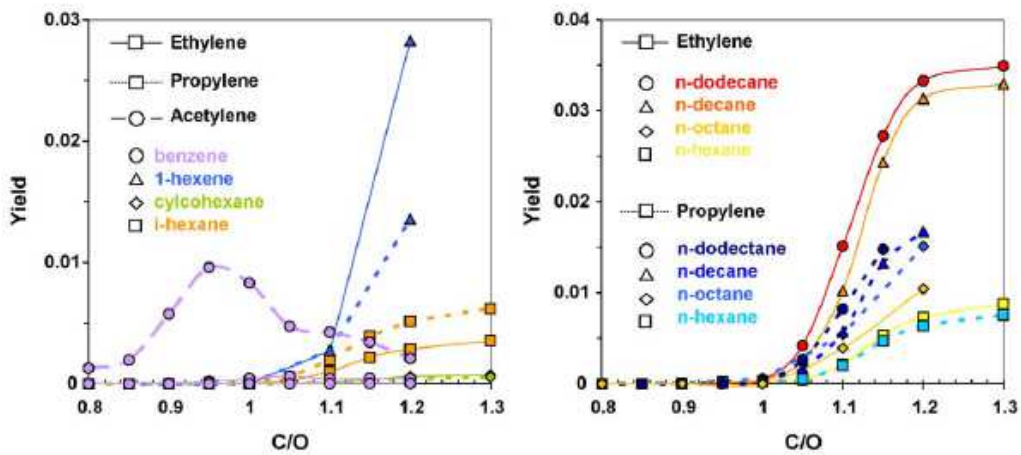 0.03
0.02
0.01
0
Yield
Ethylene
Propylene
Acetylene
benzene
1-hexene
cylcohexane
i-hexane
0.8 0.9 1 1.1 1.2 1.3
C/O
0.04
0.03
0.02
0.01
0
Yield
Ethylene
n-dodecane
n-decane
n-octane
n-hexane
Propylene
n-dodectane
n-decane
n-octane
n-hexane
0.8 0.9 1 1.1 1.2 1.3
C/O